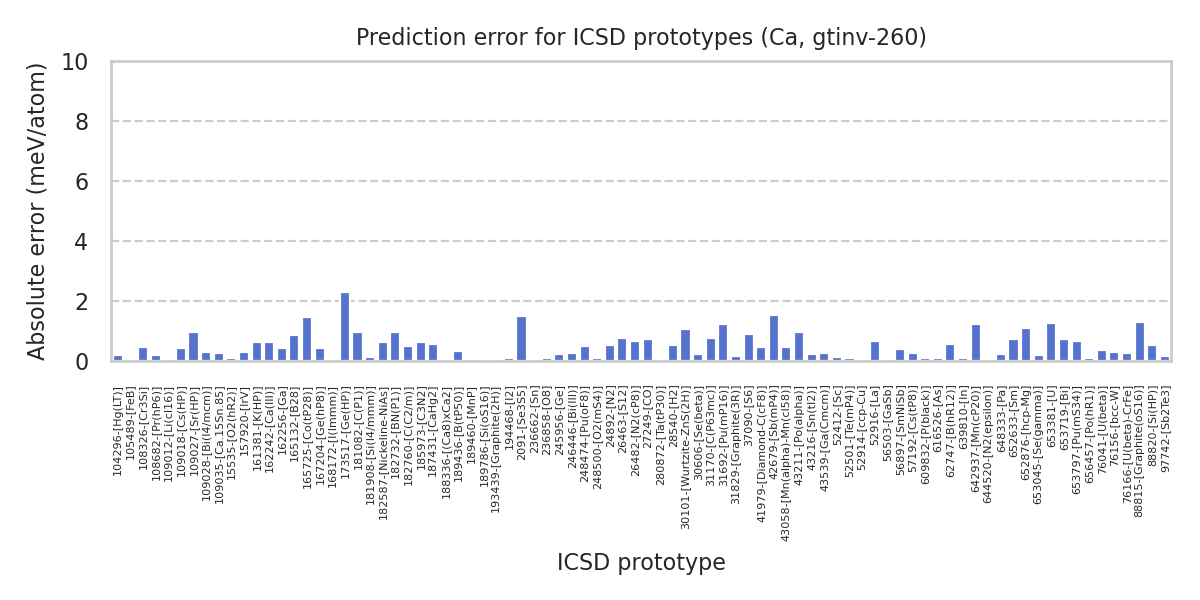 Prediction error for ICSD prototypes (Ca, gtinv-260)
Absolute error (meV/atom)
10
8
6
4
2
0
104296-[Hg(LT)]
105489-[FeB]
108326-[Cr3Si]
108682-[Pr(hP6)]
109012-[Li(cI16)]
109018-[Cs(HP)]
109027-[Sr(HP)]
109028-[Bi(I4/mcm)]
109035-[Ca.15Sn.85]
15535-[O2(hR2)]
157920-[IrV]
161381-[K(HP)]
162242-[Ca(III)]
162256-[Ga]
165132-[B28]
165725-[Co(tP28)]
167204-[Ge(hP8)]
168172-[I(Immm)]
173517-[Ge(HP)]
181082-[C(P1)]
181908-[Si(I4/mmm)]
182587-[Nickeline-NiAs]
182732-[BN(P1)]
182760-[C(C2/m)]
182973-[C3N2]
187431-[CaHg2]
188336-[(Ca8)xCa2]
189436-[B(tP50)]
189460-[MnP]
189786-[Si(oS16)]
193439-[Graphite(2H)]
194468-[I2]
2091-[Se3S5]
236662-[Sn]
236858-[O8]
245956-[Ge]
246446-[Bi(III)]
248474-[Pu(oF8)]
248500-[O2(mS4)]
24892-[N2]
26463-[S12]
26482-[N2(cP8)]
27249-[CO]
280872-[Ta(tP30)]
28540-[H2]
30101-[Wurtzite-ZnS(2H)]
30606-[Se(beta)]
31170-[C(P63mc)]
31692-[Pu(mP16)]
31829-[Graphite(3R)]
37090-[S6]
41979-[Diamond-C(cF8)]
42679-[Sb(mP4)]
43058-[Mn(alpha)-Mn(cI58)]
43211-[Po(alpha)]
43216-[Sn(tI2)]
43539-[Ga(Cmcm)]
52412-[Sc]
52501-[Te(mP4)]
52914-[ccp-Cu]
52916-[La]
56503-[GaSb]
56897-[SmNiSb]
57192-[Cs(tP8)]
609832-[P(black)]
616526-[As]
62747-[B(hR12)]
639810-[In]
642937-[Mn(cP20)]
644520-[N2(epsilon)]
648333-[Pa]
652633-[Sm]
652876-[hcp-Mg]
653045-[Se(gamma)]
653381-[U]
653719-[I]
653797-[Pu(mS34)]
656457-[Po(hR1)]
76041-[U(beta)]
76156-[bcc-W]
76166-[U(beta)-CrFe]
88815-[Graphite(oS16)]
88820-[Si(HP)]
97742-[Sb2Te3]
ICSD prototype